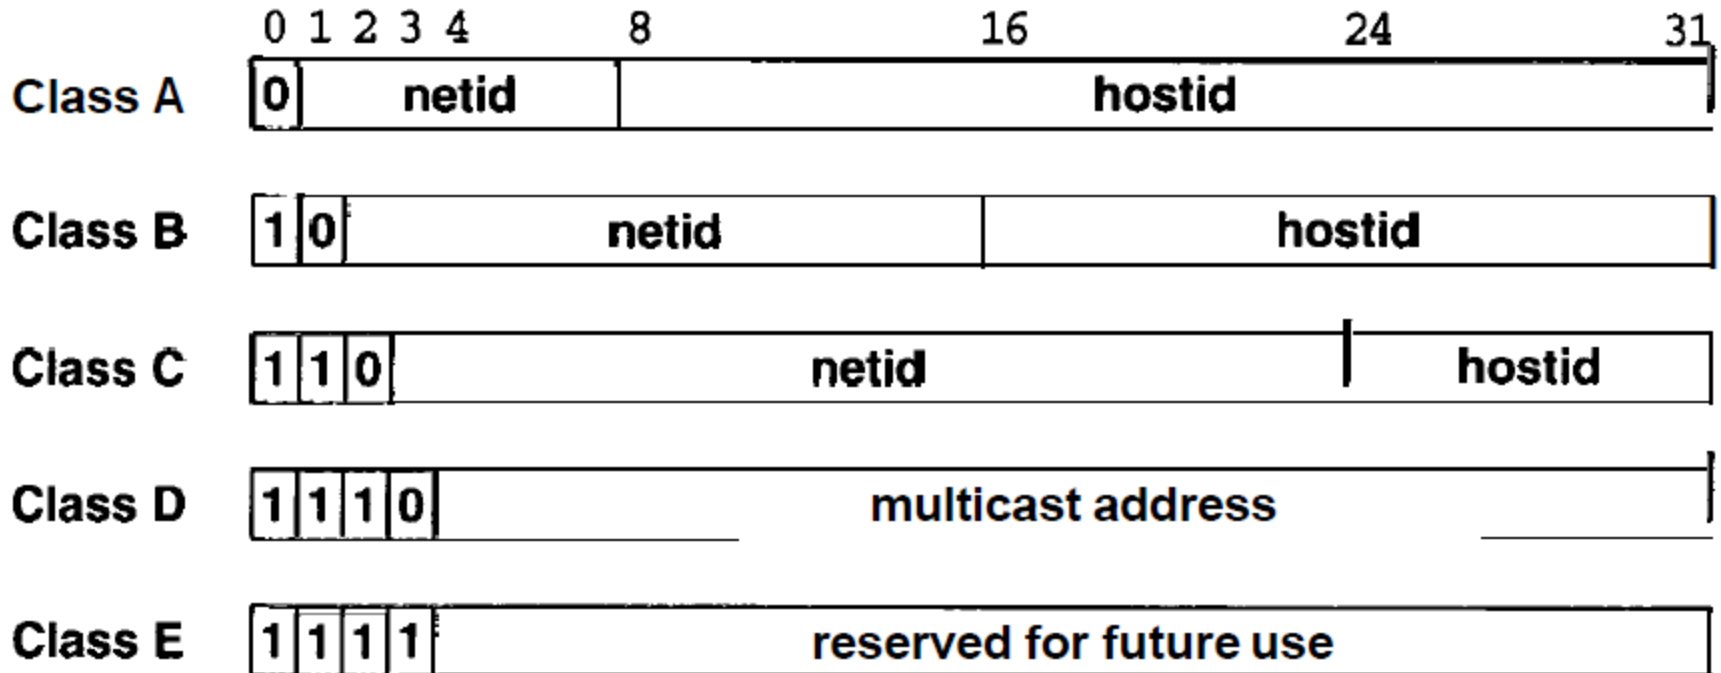 0 1 2 3 4 8 16 24 31
Class A 0 netid hostid
Class B 1 0 netid hostid
Class C 1 1 0 netid hostid
Class D 1 1 1 0 multicast address
Class E 1 1 1 1 reserved for future use